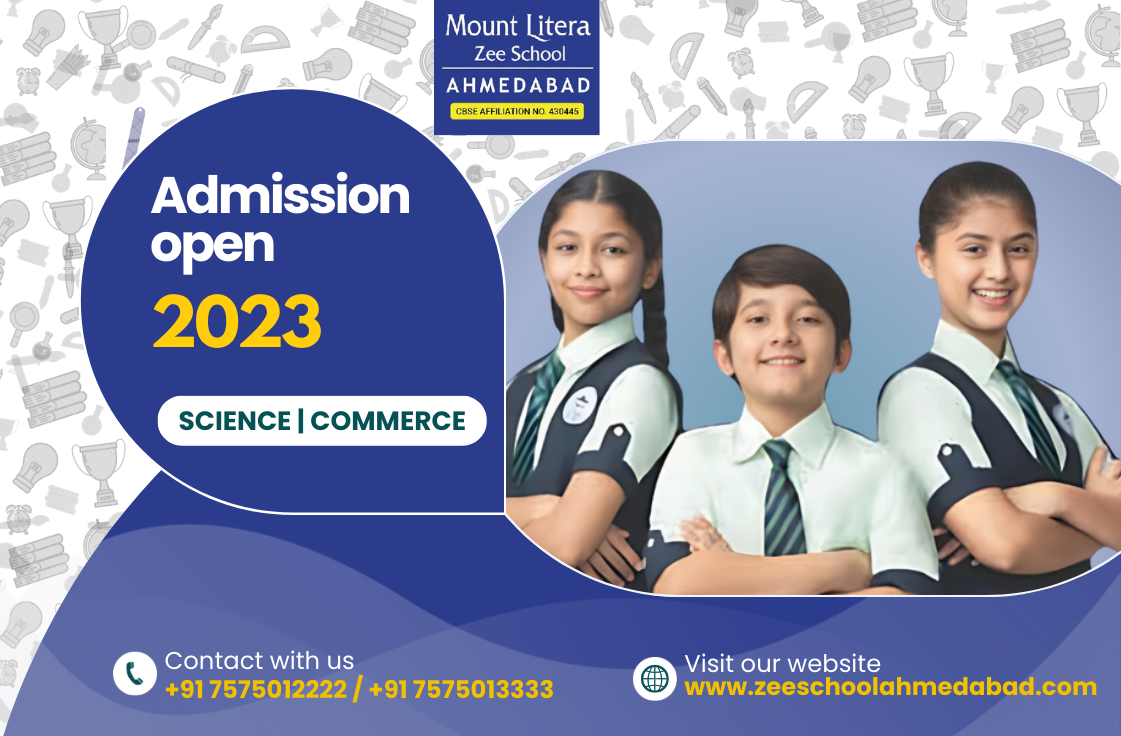 Mount Litera
Zee School
AHMEDABAD
CBSE AFFILIATION NO. 430445
Admission
open
2023
SCIENCE | COMMERCE
Contact with us
+91 7575012222 / +91 7575013333
Visit our website
www.zeeschoolahmedabad.com